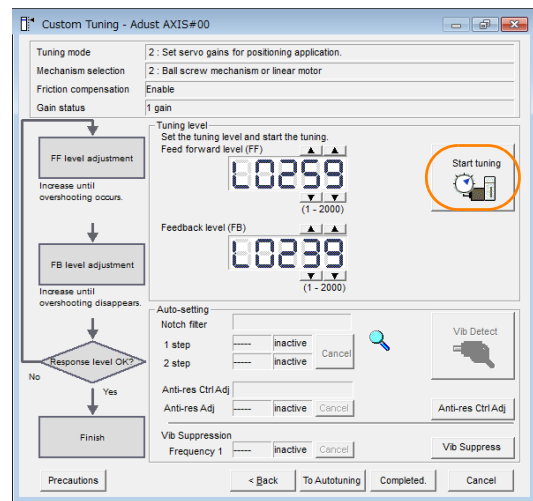 Custom Tuning - Adust AXIS#00
Tuning mode
2 : Set servo gains for positioning application.
Mechanism selection
2 : Ball screw mechanism or linear motor
Friction compensation
Enable
Gain status
1 gain
FF level adjustment
Increase until
overshooting occurs.
FB level adjustment
Increase until
overshooting disappears.
Response level OK?
No
Yes
Finish
Tuning level
Set the tuning level and start the tuning.
Feed forward level (FF)
L0259
(1 - 2000)
Feedback level (FB)
L0239
(1 - 2000)
Start tuning
Auto-setting
Notch filter
1 step
-----
inactive
2 step
-----
inactive
Cancel
Vib Detect
Anti-res Ctrl Adj
Anti-res Adj
-----
inactive
Cancel
Anti-res Ctrl Adj
Vib Suppression
Frequency 1
-----
inactive
Cancel
Vib Suppress
Precautions
< Back
To Autotuning
Completed.
Cancel